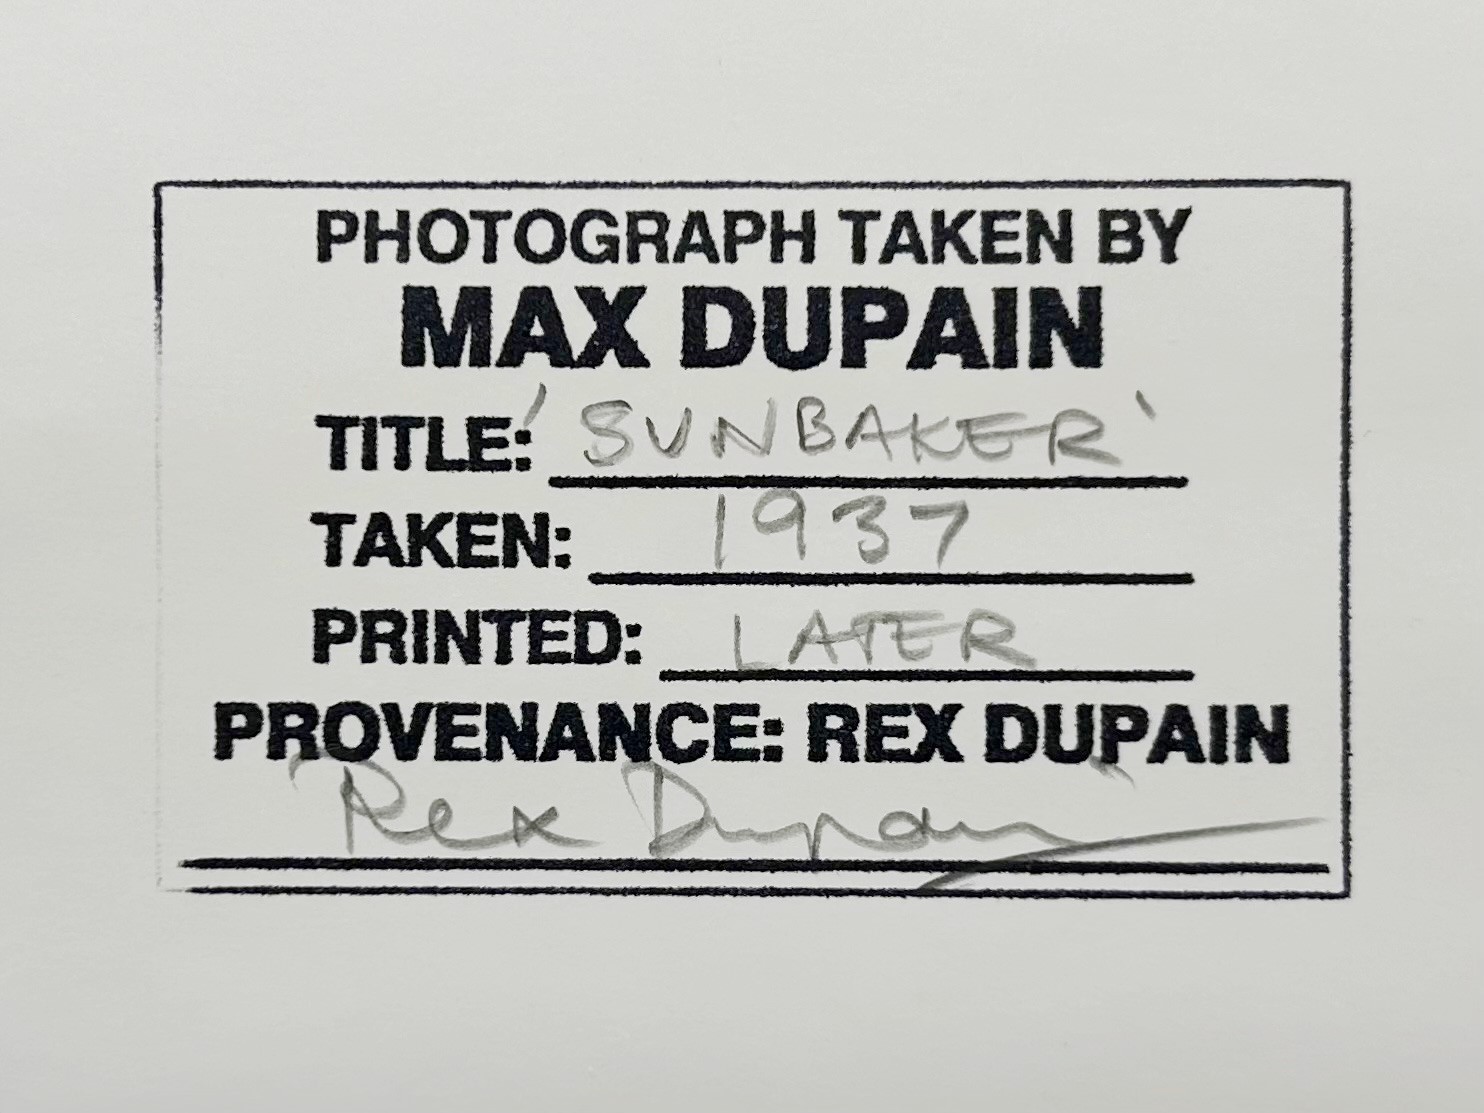 PHOTOGRAPH TAKEN BY
MAX DUPAIN
TITLE: 'SUNBAKER'
TAKEN: 1937
PRINTED: LATER
PROVENANCE: REX DUPAIN
Rex Dupain